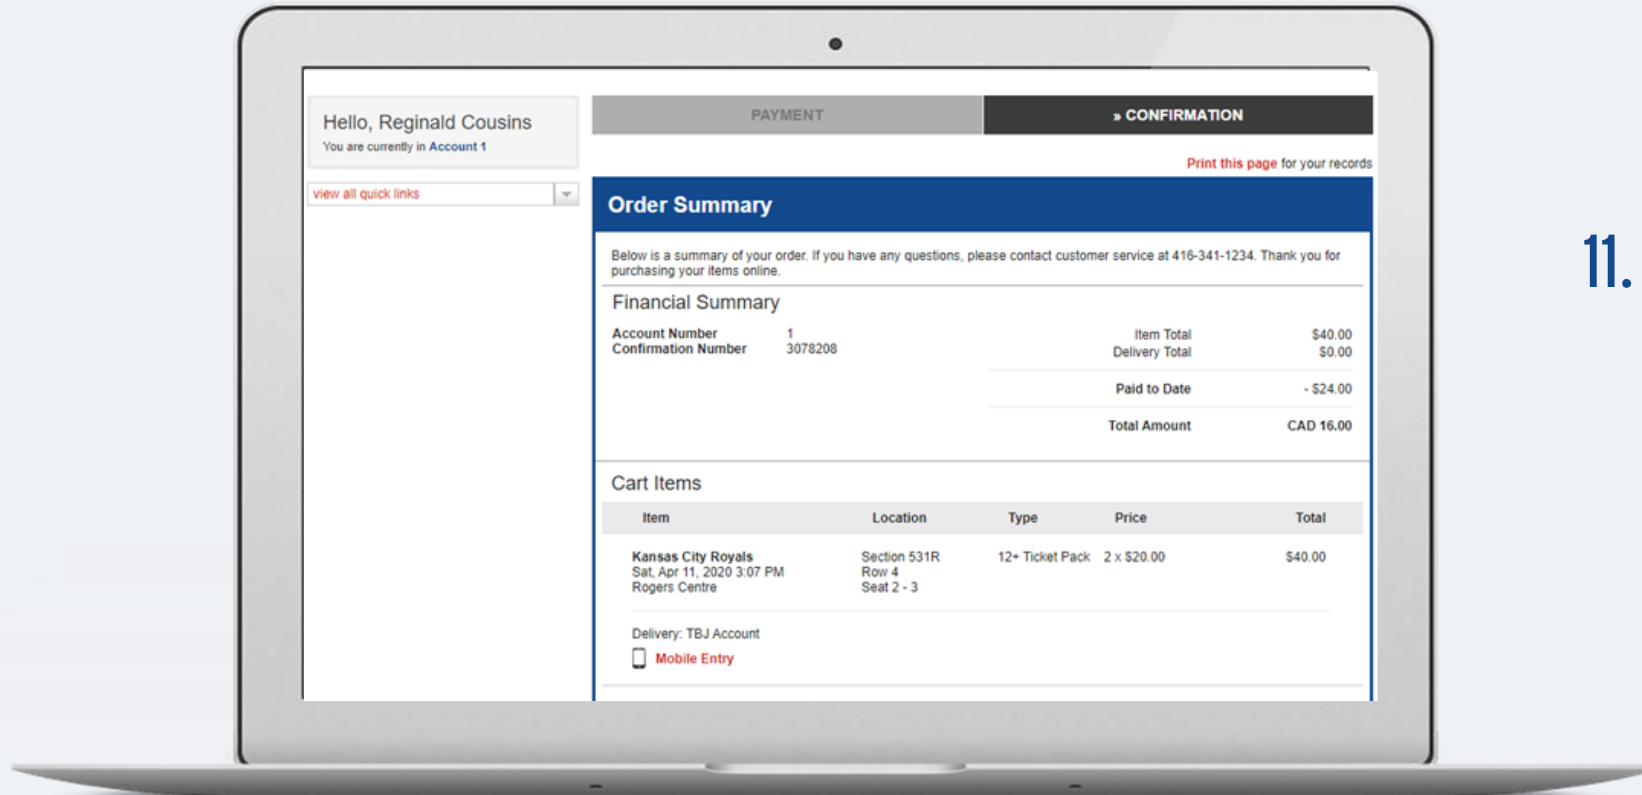 Hello, Reginald Cousins
You are currently in Account 1
view all quick links
PAYMENT
» CONFIRMATION
Print this page for your records
Order Summary
Below is a summary of your order. If you have any questions, please contact customer service at 416-341-1234. Thank you for
purchasing your items online.
Financial Summary
Account Number 1
Confirmation Number 3078208
Item Total $40.00
Delivery Total $0.00
Paid to Date - $24.00
Total Amount CAD 16.00
Cart Items
Item Location Type Price Total
Kansas City Royals Section 531R 12+ Ticket Pack 2 x $20.00 $40.00
Sat, Apr 11, 2020 3:07 PM Row 4
Rogers Centre Seat 2 - 3
Delivery: TBJ Account
Mobile Entry
11.